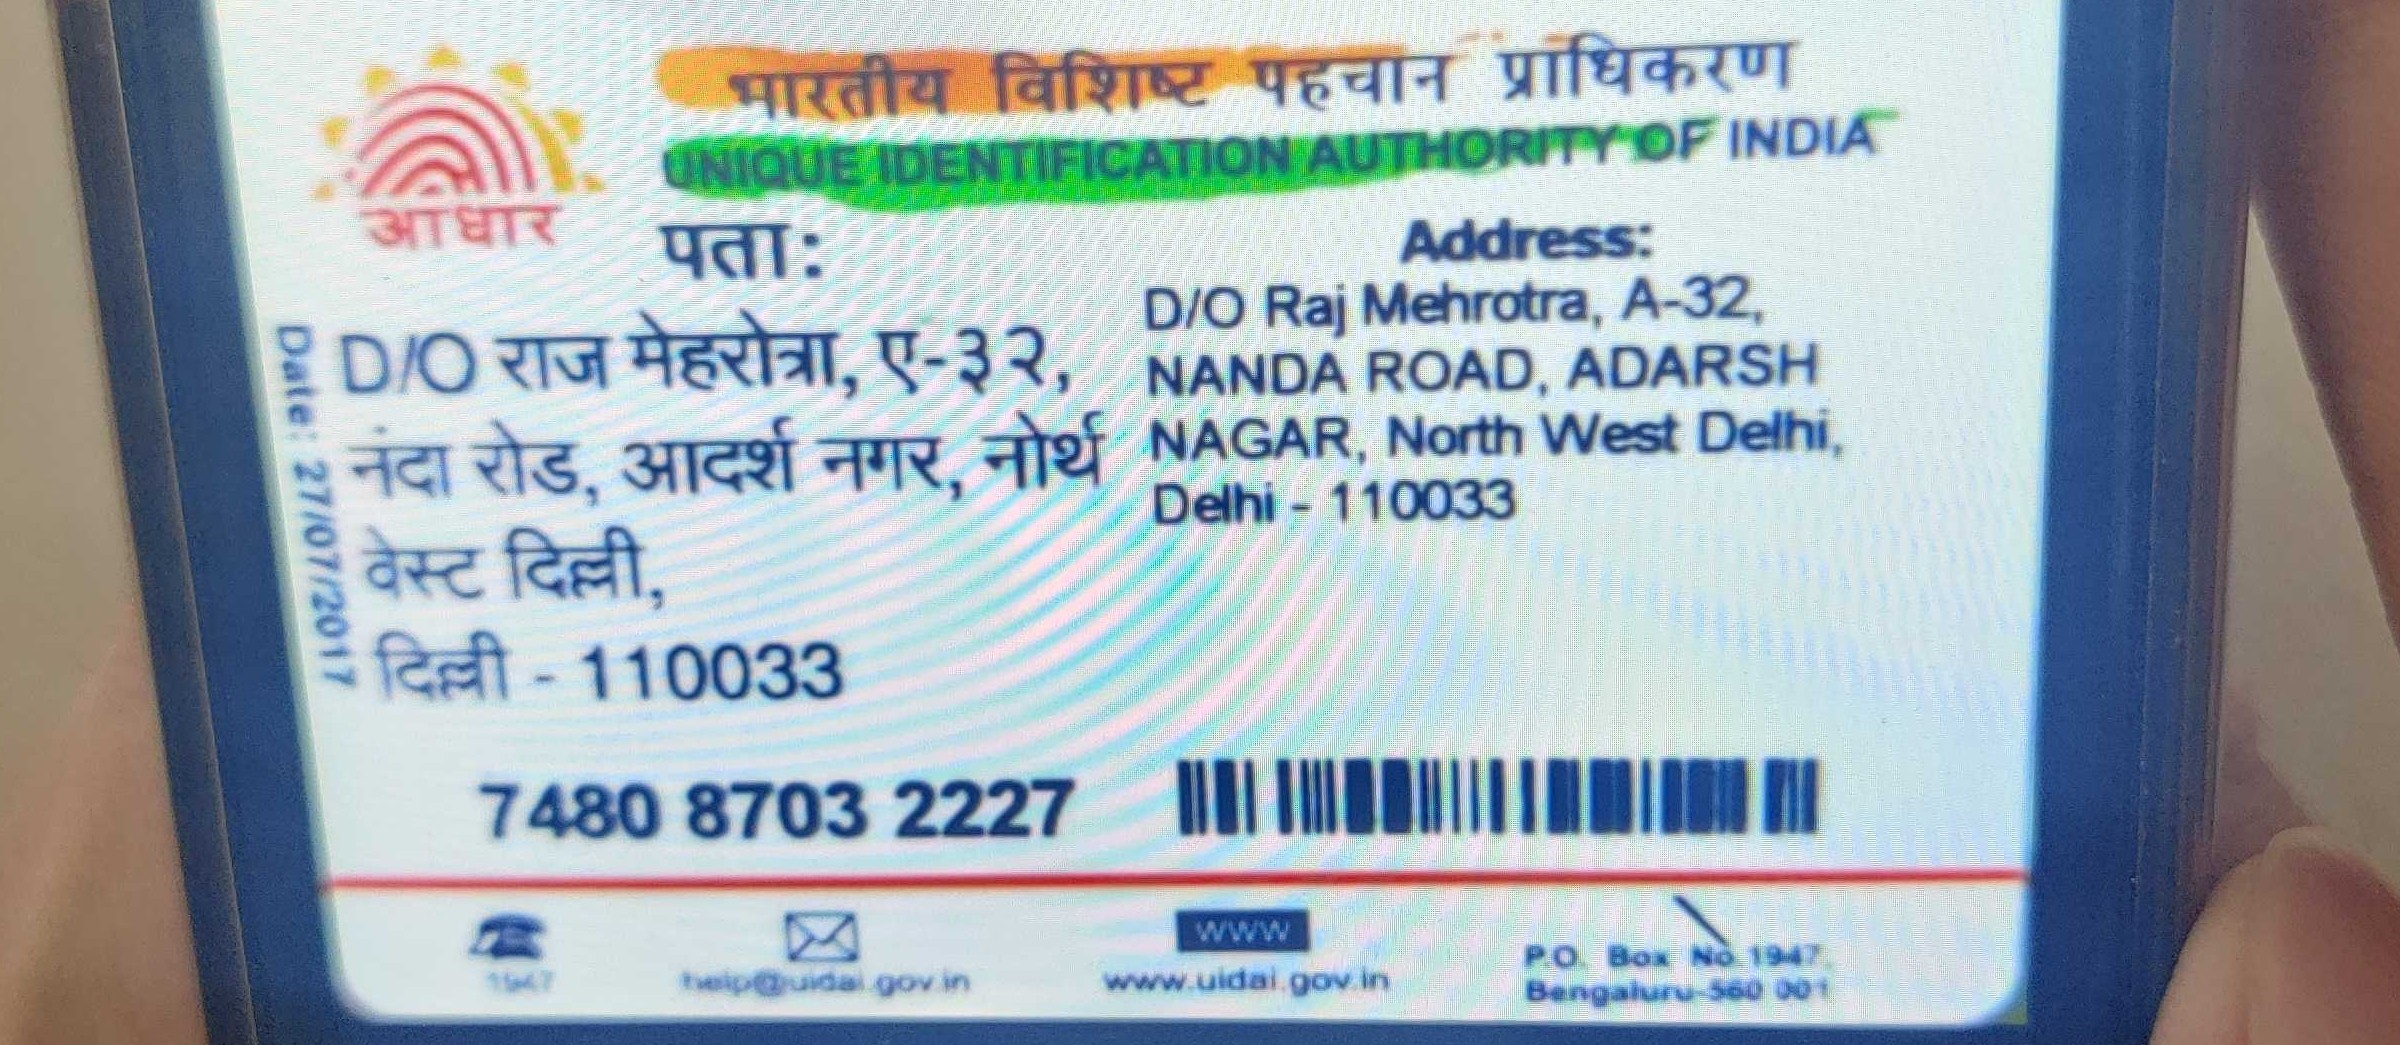 भारतीय विशिष्ट पहचान प्राधिकरण
UNIQUE IDENTIFICATION AUTHORITY OF INDIA
आधार
पता:
D/O राज मेहरोत्रा, ए-३२,
नंदा रोड, आदर्श नगर, नोर्थ
वेस्ट दिल्ली,
दिल्ली - 110033
Address:
D/O Raj Mehrotra, A-32,
NANDA ROAD, ADARSH
NAGAR, North West Delhi,
Delhi - 110033
Date: 27/07/2017
7480 8703 2227
1947
help@uidai.gov.in
www
www.uidai.gov.in
P.O. Box No.1947,
Bengaluru-560 001